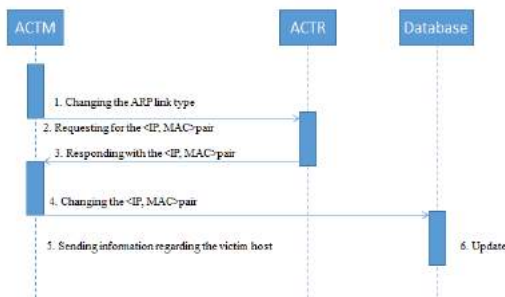 ACTM
ACTR
Database
1. Changing the ARP link type
2. Requesting for the <IP, MAC>pair
3. Responding with the <IP, MAC>pair
4. Changing the <IP, MAC>pair
5. Sending information regarding the victim host
6. Update